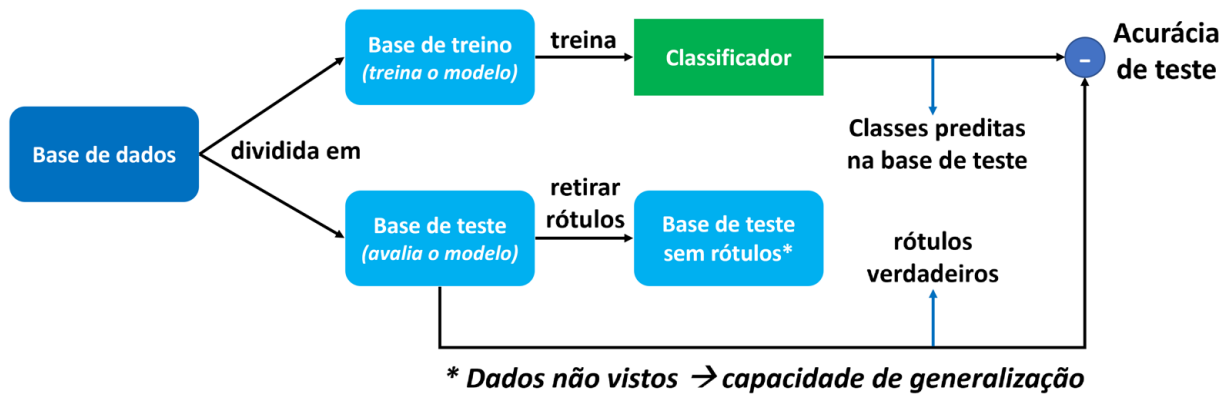 Base de dados
dividida em
Base de treino
(treina o modelo)
treina
Classificador
-
Acurácia
de teste
Classes preditas
na base de teste
Base de teste
(avalia o modelo)
retirar
rótulos
Base de teste
sem rótulos*
rótulos
verdadeiros
* Dados não vistos → capacidade de generalização